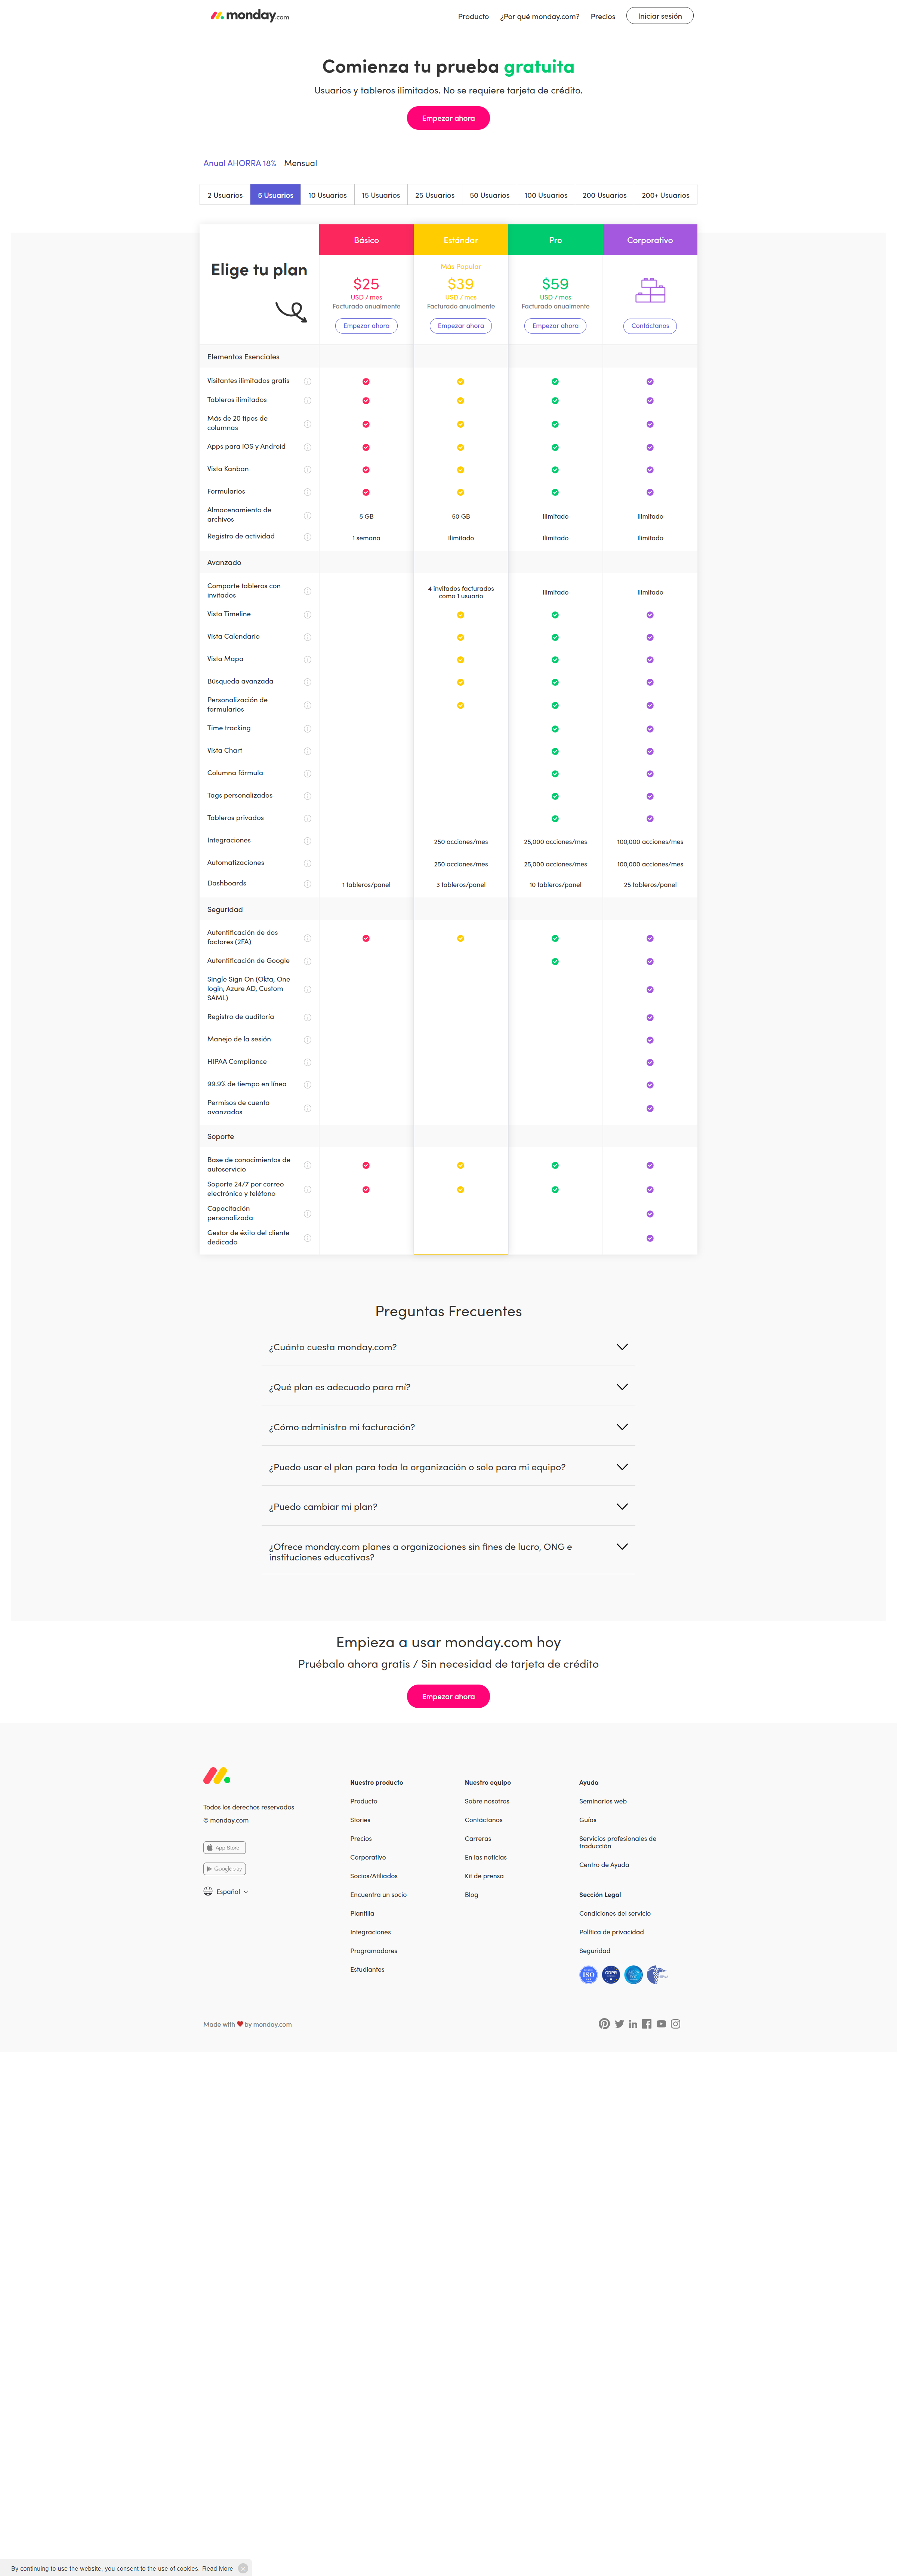 monday.com
Producto
¿Por qué monday.com?
Precios
Iniciar sesión
Comienza tu prueba gratuita
Usuarios y tableros ilimitados. No se requiere tarjeta de crédito.
Empezar ahora
Anual AHORRA 18% | Mensual
2 Usuarios
5 Usuarios
10 Usuarios
15 Usuarios
25 Usuarios
50 Usuarios
100 Usuarios
200 Usuarios
200+ Usuarios
Elige tu plan
Básico
$25
USD / mes
Facturado anualmente
Empezar ahora
Estándar
Más Popular
$39
USD / mes
Facturado anualmente
Empezar ahora
Pro
$59
USD / mes
Facturado anualmente
Empezar ahora
Corporativo
Contáctanos
Elementos Esenciales
Visitantes ilimitados gratis
Tableros ilimitados
Más de 20 tipos de
columnas
Apps para iOS y Android
Vista Kanban
Formularios
Almacenamiento de
archivos
5 GB
50 GB
Ilimitado
Ilimitado
Registro de actividad
1 semana
Ilimitado
Ilimitado
Ilimitado
Avanzado
Comparte tableros con
invitados
4 invitados facturados
como 1 usuario
Ilimitado
Ilimitado
Vista Timeline
Vista Calendario
Vista Mapa
Búsqueda avanzada
Personalización de
formularios
Time tracking
Vista Chart
Columna fórmula
Tags personalizados
Tableros privados
Integraciones
250 acciones/mes
25,000 acciones/mes
100,000 acciones/mes
Automatizaciones
250 acciones/mes
25,000 acciones/mes
100,000 acciones/mes
Dashboards
1 tableros/panel
3 tableros/panel
10 tableros/panel
25 tableros/panel
Seguridad
Autentificación de dos
factores (2FA)
Autentificación de Google
Single Sign On (Okta, One
login, Azure AD, Custom
SAML)
Registro de auditoría
Manejo de la sesión
HIPAA Compliance
99.9% de tiempo en línea
Permisos de cuenta
avanzados
Soporte
Base de conocimientos de
autoservicio
Soporte 24/7 por correo
electrónico y teléfono
Capacitación
personalizada
Gestor de éxito del cliente
dedicado
Preguntas Frecuentes
¿Cuánto cuesta monday.com?
¿Qué plan es adecuado para mí?
¿Cómo administro mi facturación?
¿Puedo usar el plan para toda la organización o solo para mi equipo?
¿Puedo cambiar mi plan?
¿Ofrece monday.com planes a organizaciones sin fines de lucro, ONG e
instituciones educativas?
Empieza a usar monday.com hoy
Pruébalo ahora gratis / Sin necesidad de tarjeta de crédito
Empezar ahora
Todos los derechos reservados
© monday.com
App Store
Google play
Español
Nuestro producto
Producto
Stories
Precios
Corporativo
Socios/Afiliados
Encuentra un socio
Plantilla
Integraciones
Programadores
Estudiantes
Nuestro equipo
Sobre nosotros
Contáctanos
Carreras
En las noticias
Kit de prensa
Blog
Ayuda
Seminarios web
Guías
Servicios profesionales de
traducción
Centro de Ayuda
Sección Legal
Condiciones del servicio
Política de privacidad
Seguridad
ISO
GDPR
Made with ❤ by monday.com
By continuing to use the website, you consent to the use of cookies. Read More